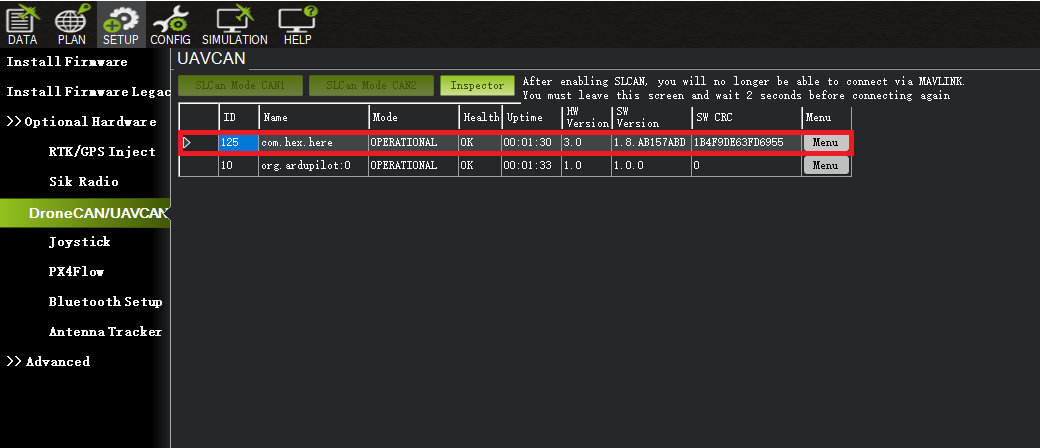 DATA PLAN SETUP CONFIG SIMULATION HELP
Install Firmware
Install Firmware Legac
>> Optional Hardware
RTK/GPS Inject
Sik Radio
DroneCAN/UAVCAN
Joystick
PX4Flow
Bluetooth Setup
Antenna Tracker
>> Advanced
UAVCAN
SLCan Mode CAN1 SLCan Mode CAN2 Inspector
After enabling SLCAN, you will no longer be able to connect via MAVLINK.
You must leave this screen and wait 2 seconds before connecting again
ID Name Mode Health Uptime HW Version SW Version SW CRC Menu
125 com.hex.here OPERATIONAL OK 00:01:30 3.0 1.8.AB157ABD 1B4F9DE63FD6955 Menu
10 org.ardupilot:0 OPERATIONAL OK 00:01:33 1.0 1.0.0 0 Menu